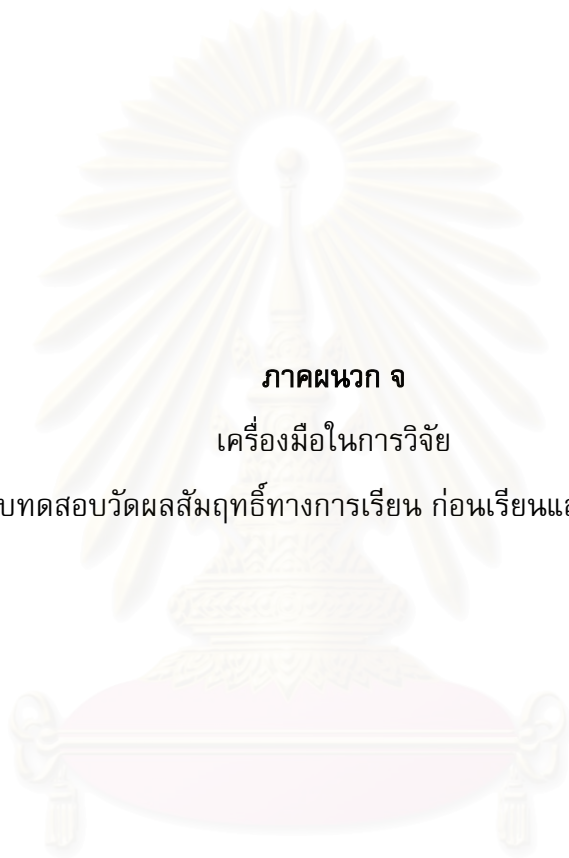 ภาคผนวก จ
เครื่องมือในการวิจัย
บทดสอบวัดผลสัมฤทธิ์ทางการเรียน ก่อนเรียนแล